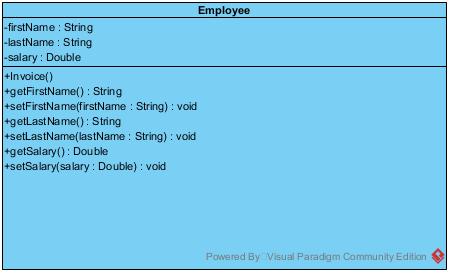 Employee
-firstName : String
-lastName : String
-salary : Double
+Invoice()
+getFirstName() : String
+setFirstName(firstName : String) : void
+getLastName() : String
+setLastName(lastName : String) : void
+getSalary() : Double
+setSalary(salary : Double) : void
Powered By Visual Paradigm Community Edition